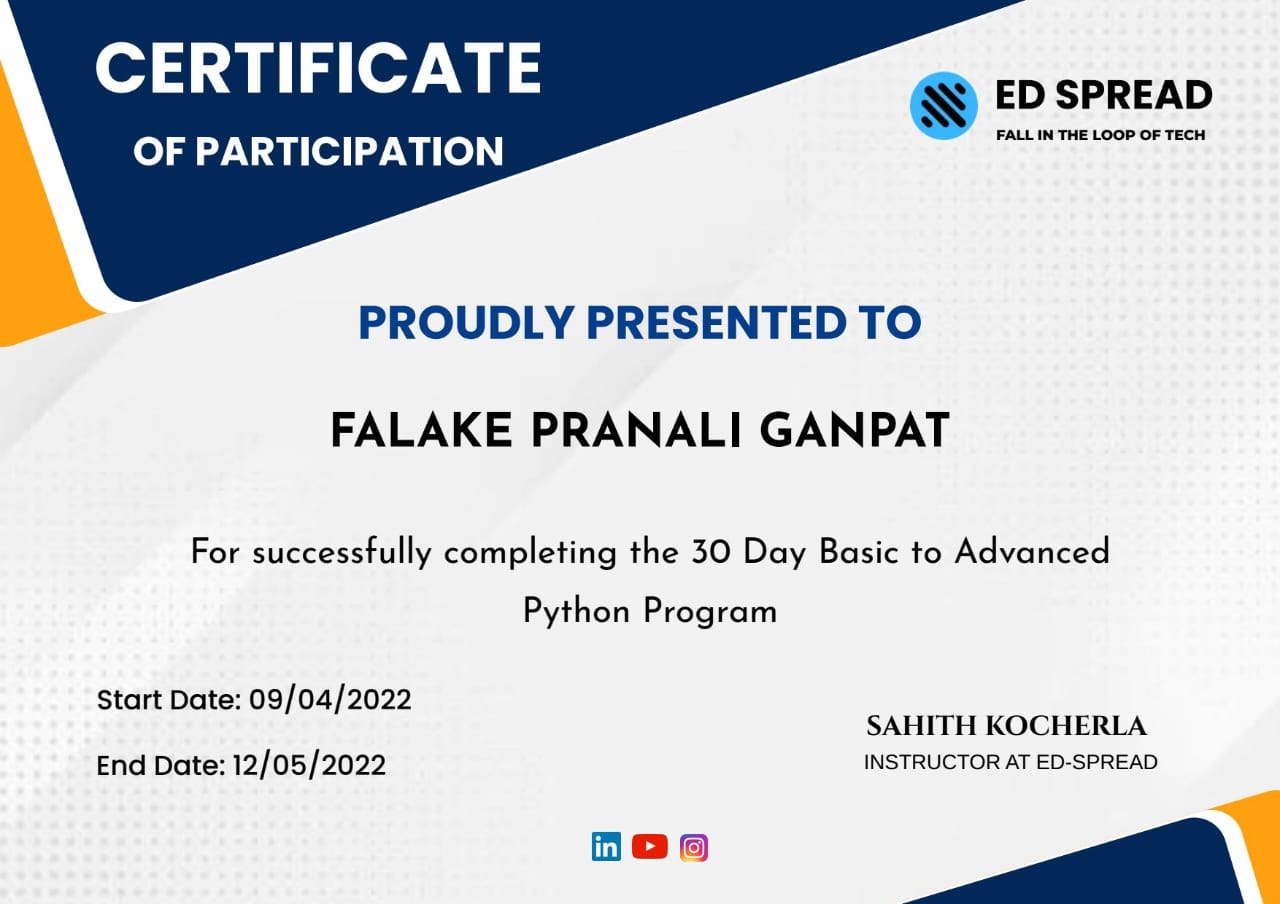 CERTIFICATE
OF PARTICIPATION
ED SPREAD
FALL IN THE LOOP OF TECH
PROUDLY PRESENTED TO
FALAKE PRANALI GANPAT
For successfully completing the 30 Day Basic to Advanced
Python Program
Start Date: 09/04/2022
End Date: 12/05/2022
SAHITH KOCHERLA
INSTRUCTOR AT ED-SPREAD
in